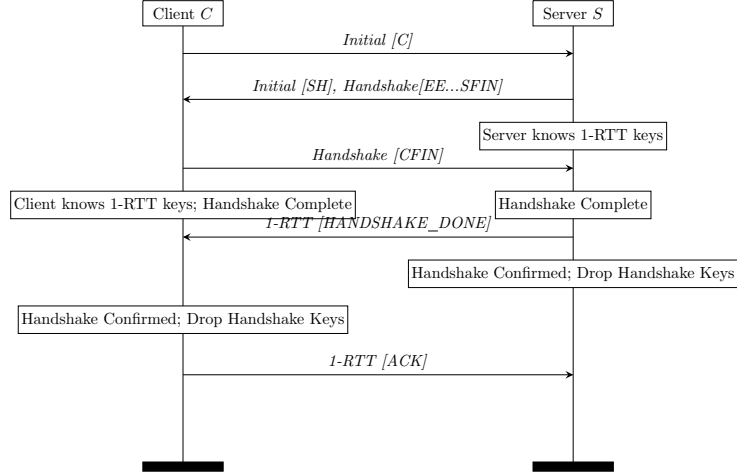 Client C
Server S
Initial [C]
Initial [SH], Handshake[EE...SFIN]
Server knows 1-RTT keys
Handshake [CFIN]
Client knows 1-RTT keys; Handshake Complete
Handshake Complete
1-RTT [HANDSHAKE_DONE]
Handshake Confirmed; Drop Handshake Keys
Handshake Confirmed; Drop Handshake Keys
1-RTT [ACK]